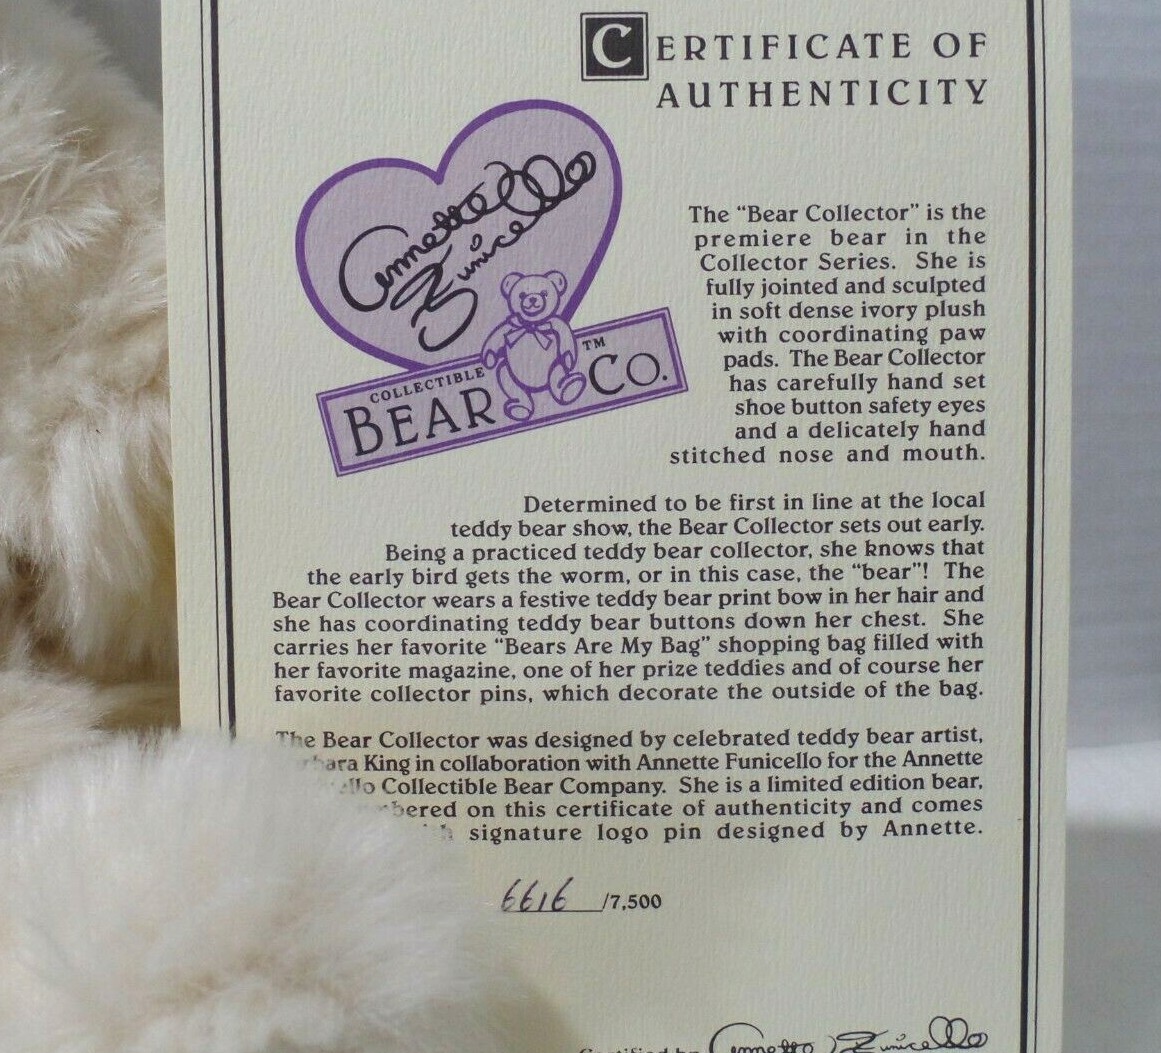 CERTIFICATE OF
AUTHENTICITY
Annette
Funicello
COLLECTIBLE
BEAR CO.™
The “Bear Collector” is the
premiere bear in the
Collector Series. She is
fully jointed and sculpted
in soft dense ivory plush
with coordinating paw
pads. The Bear Collector
has carefully hand set
shoe button safety eyes
and a delicately hand
stitched nose and mouth.
Determined to be first in line at the local
teddy bear show, the Bear Collector sets out early.
Being a practiced teddy bear collector, she knows that
the early bird gets the worm, or in this case, the “bear”! The
Bear Collector wears a festive teddy bear print bow in her hair and
she has coordinating teddy bear buttons down her chest. She
carries her favorite “Bears Are My Bag” shopping bag filled with
her favorite magazine, one of her prize teddies and of course her
favorite collector pins, which decorate the outside of the bag.
The Bear Collector was designed by celebrated teddy bear artist,
King in collaboration with Annette Funicello for the Annette
Collectible Bear Company. She is a limited edition bear,
on this certificate of authenticity and comes
signature logo pin designed by Annette.
6616 /7,500
Annette Funicello